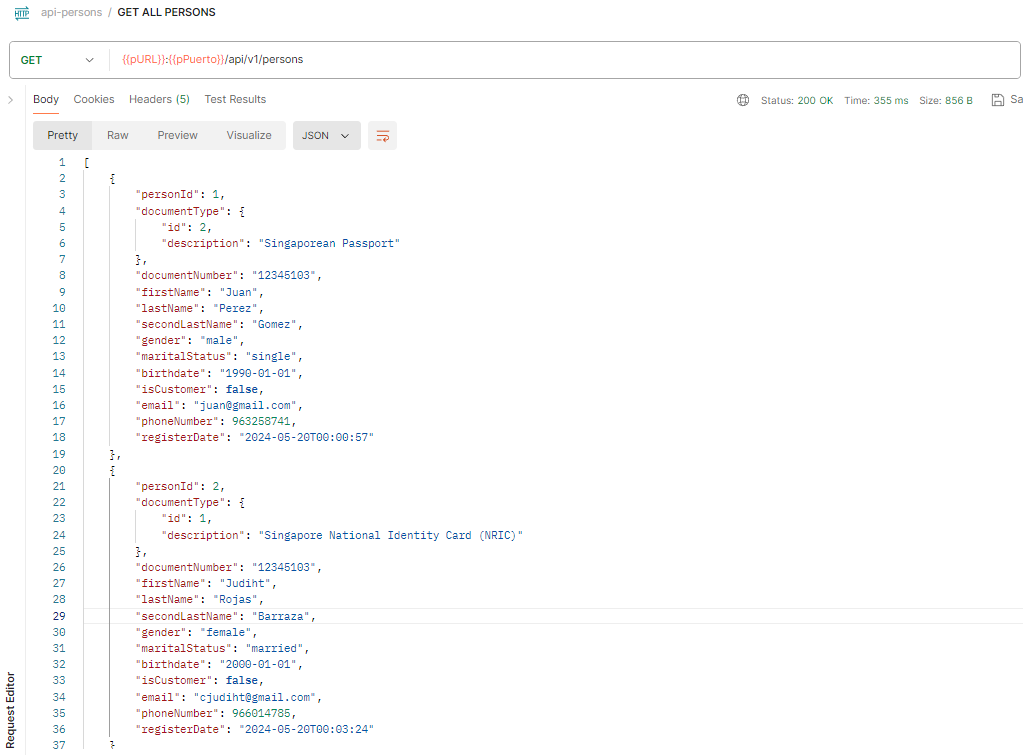 HTTP api-persons / GET ALL PERSONS
GET {{pURL}}:{{pPuerto}}/api/v1/persons
Body Cookies Headers (5) Test Results Status: 200 OK Time: 355 ms Size: 856 B Sa
Pretty Raw Preview Visualize JSON
1 [
2 {
3 "personId": 1,
4 "documentType": {
5 "id": 2,
6 "description": "Singaporean Passport"
7 },
8 "documentNumber": "12345103",
9 "firstName": "Juan",
10 "lastName": "Perez",
11 "secondLastName": "Gomez",
12 "gender": "male",
13 "maritalStatus": "single",
14 "birthdate": "1990-01-01",
15 "isCustomer": false,
16 "email": "juan@gmail.com",
17 "phoneNumber": 963258741,
18 "registerDate": "2024-05-20T00:00:57"
19 },
20 {
21 "personId": 2,
22 "documentType": {
23 "id": 1,
24 "description": "Singapore National Identity Card (NRIC)"
25 },
26 "documentNumber": "12345103",
27 "firstName": "Judiht",
28 "lastName": "Rojas",
29 "secondLastName": "Barraza",
30 "gender": "female",
31 "maritalStatus": "married",
32 "birthdate": "2000-01-01",
33 "isCustomer": false,
34 "email": "cjudiht@gmail.com",
35 "phoneNumber": 966014785,
36 "registerDate": "2024-05-20T00:03:24"
37 }
Request Editor